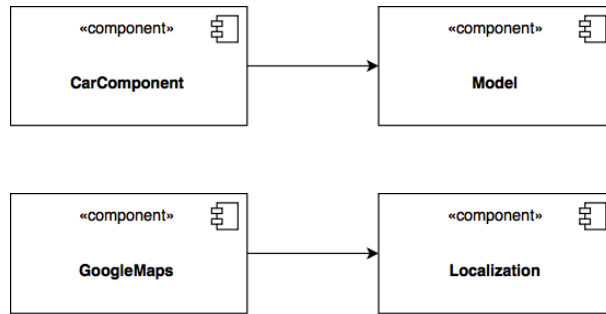 «component»
CarComponent
«component»
Model
«component»
GoogleMaps
«component»
Localization